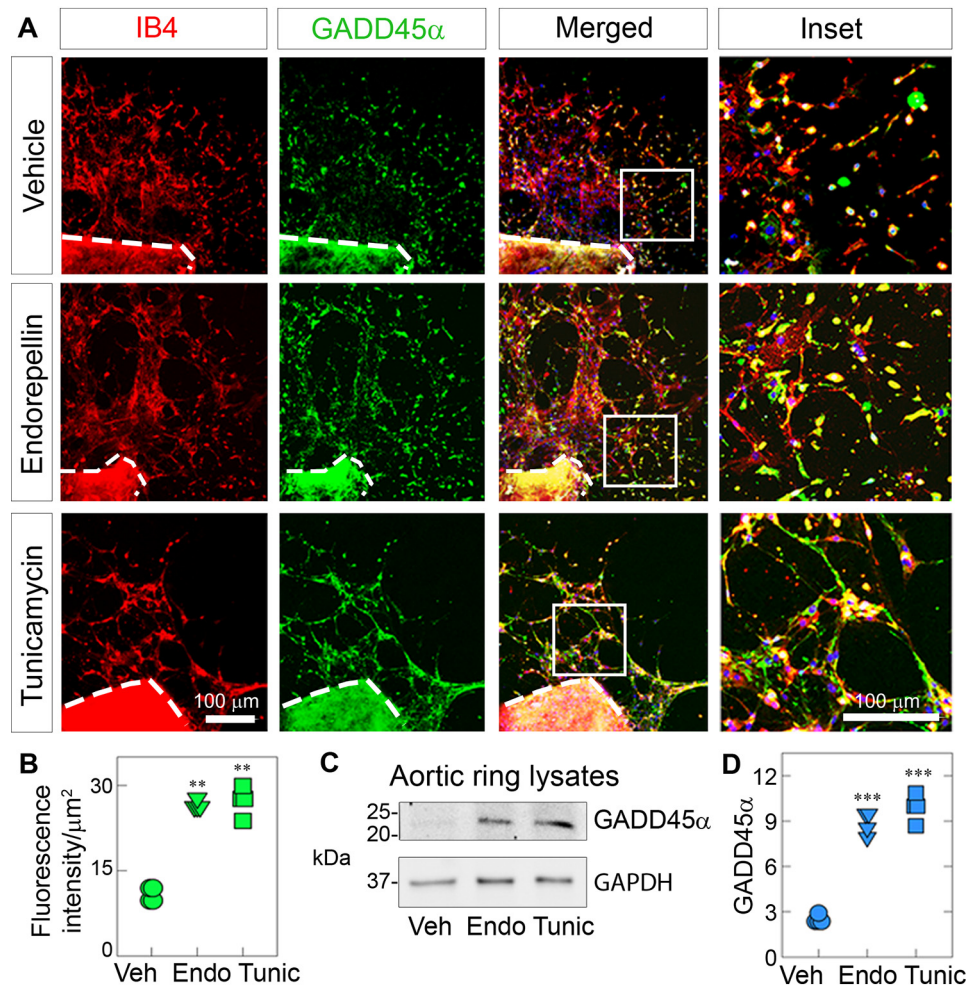 A
IB4
GADD45α
Merged
Inset
Vehicle
Endorepellin
Tunicamycin
100 μm
100 μm
B
Fluorescence
intensity/μm²
30
15
0
**
**
Veh Endo Tunic
C
Aortic ring lysates
25-
20-
GADD45α
kDa
37-
GAPDH
Veh Endo Tunic
D
GADD45α
12
9
6
3
0
***
***
Veh Endo Tunic